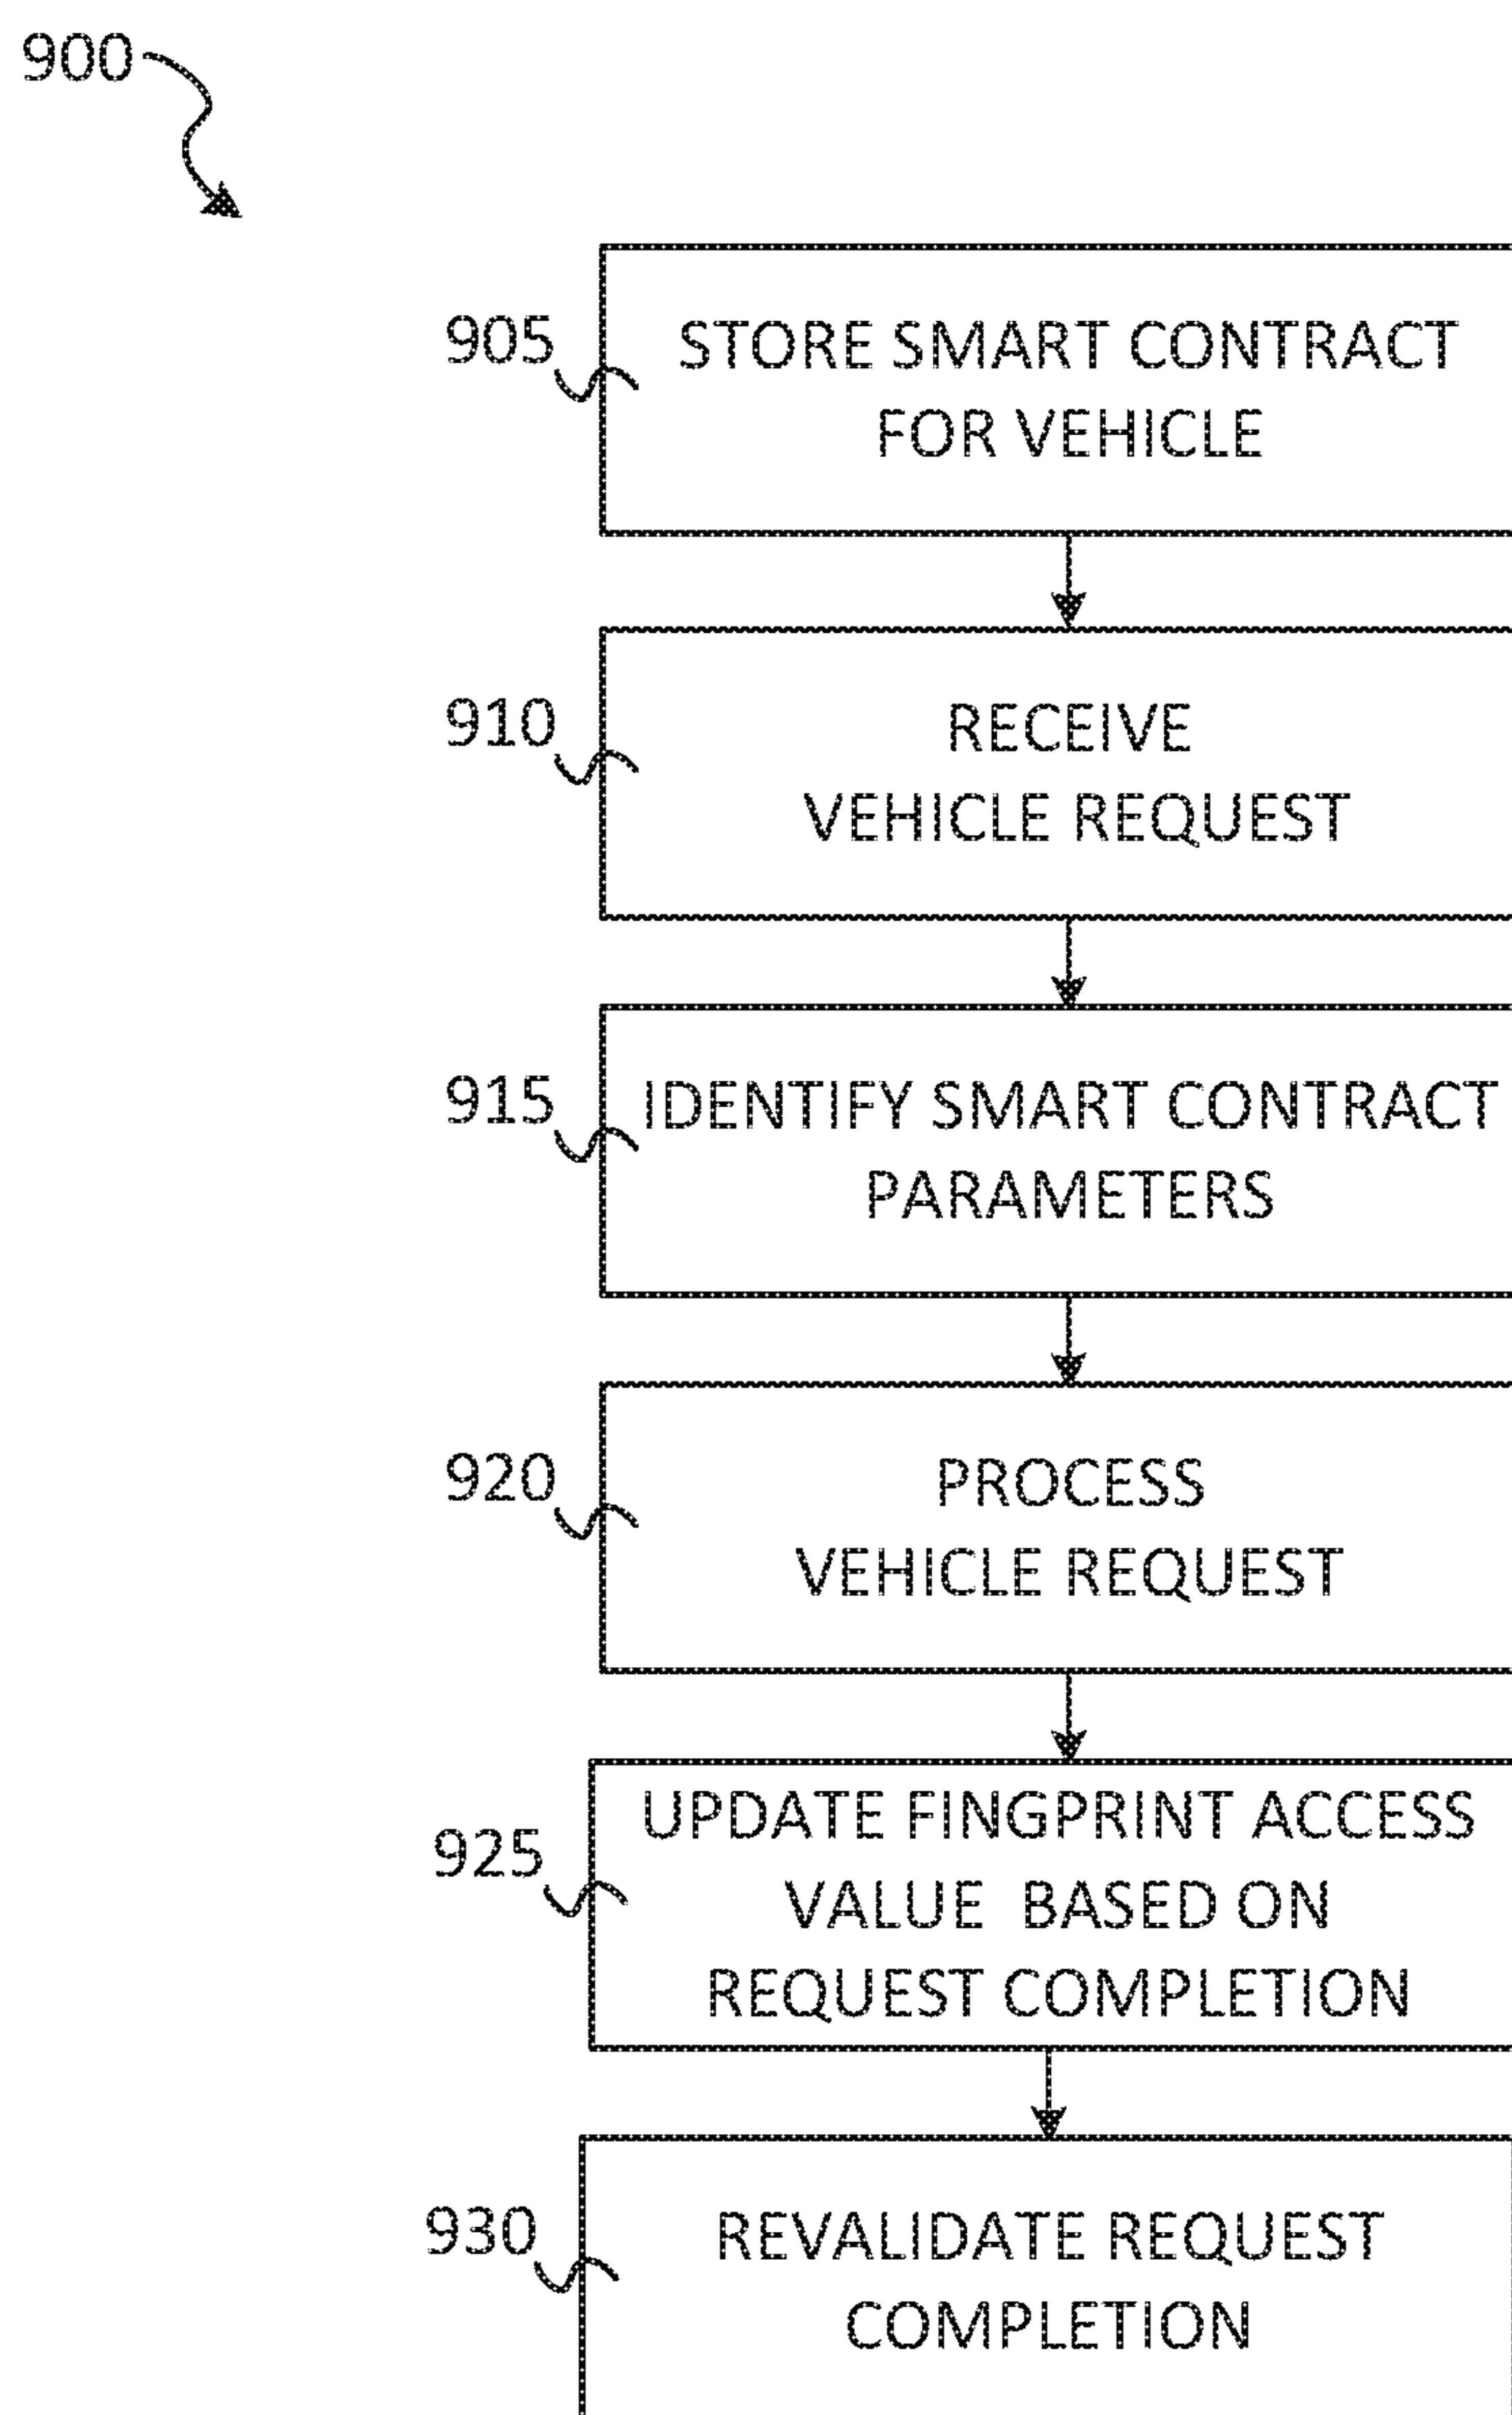 900
905
STORE SMART CONTRACT
FOR VEHICLE
910
RECEIVE
VEHICLE REQUEST
915
IDENTIFY SMART CONTRACT
PARAMETERS
920
PROCESS
VEHICLE REQUEST
925
UPDATE FINGPRINT ACCESS
VALUE BASED ON
REQUEST COMPLETION
930
REVALIDATE REQUEST
COMPLETION